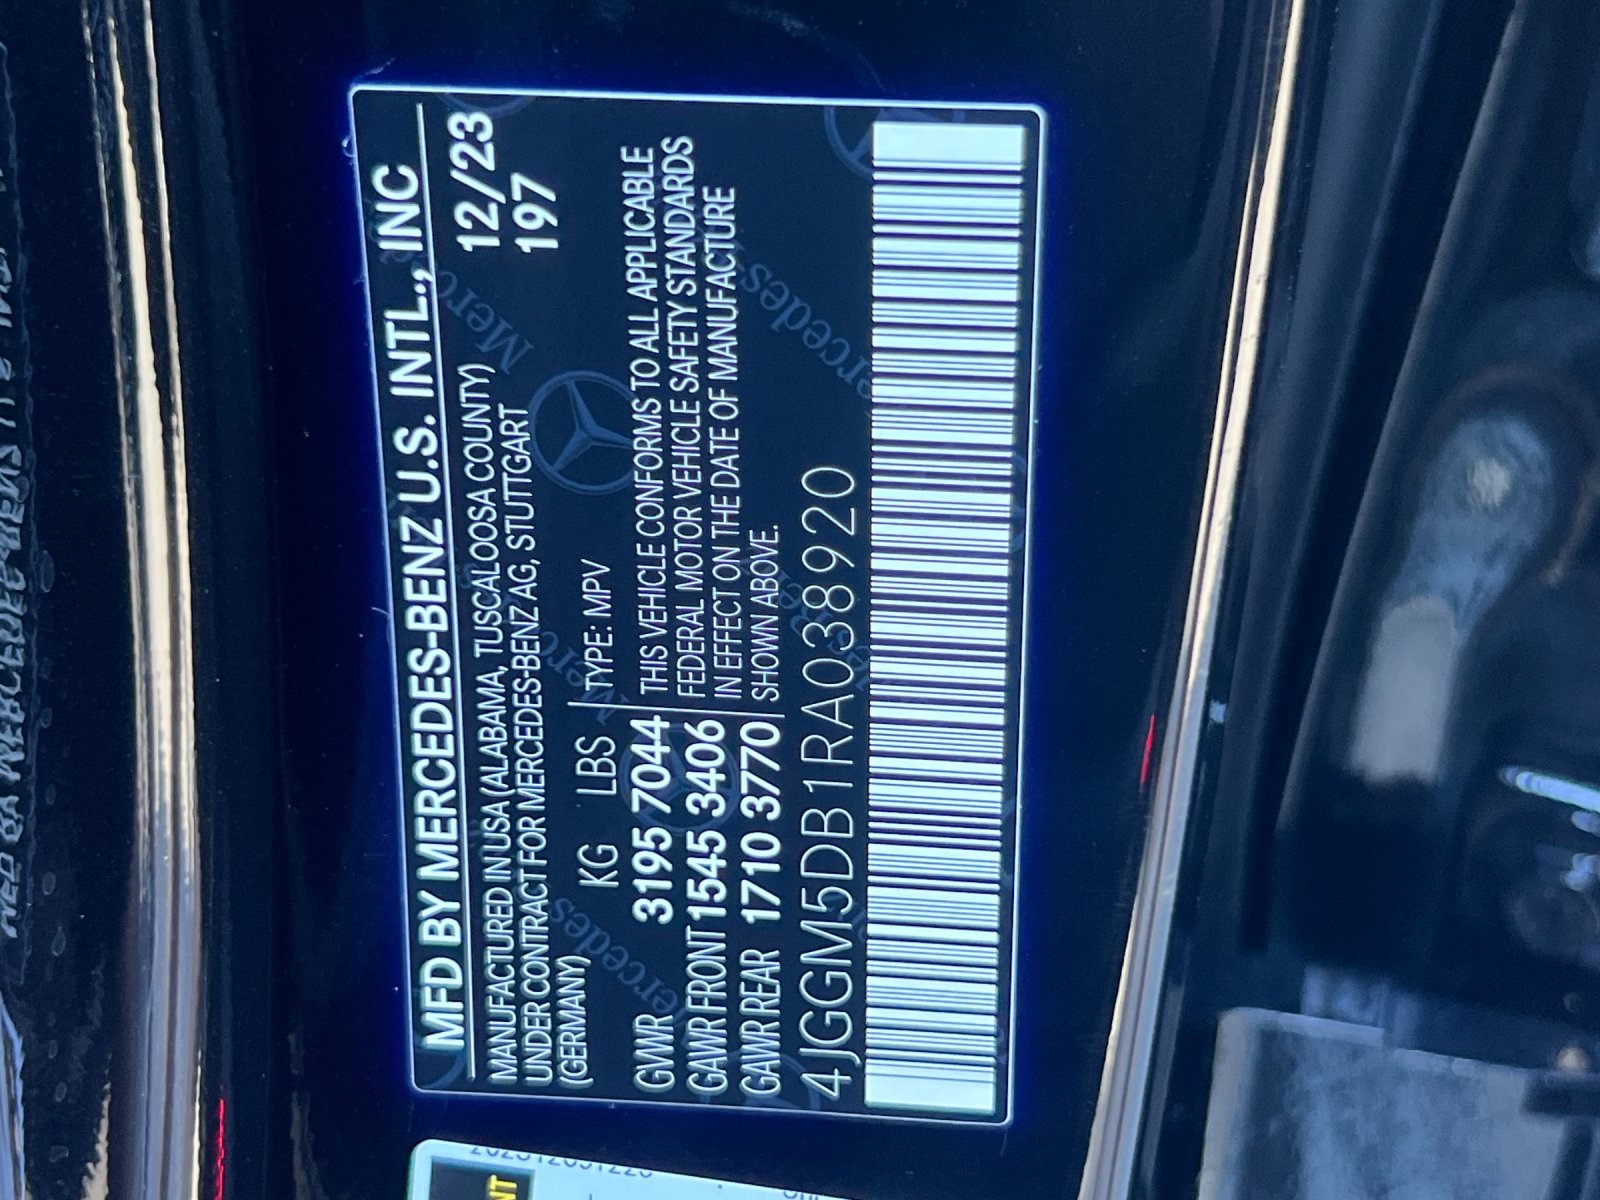 MFD BY MERCEDES-BENZ U.S. INTL., INC
MANUFACTURED IN USA (ALABAMA, TUSCALOOSA COUNTY) 12/23
UNDER CONTRACT FOR MERCEDES-BENZ AG, STUTTGART 197
(GERMANY)
KG LBS TYPE: MPV
GVWR 3195 7044 THIS VEHICLE CONFORMS TO ALL APPLICABLE
FEDERAL MOTOR VEHICLE SAFETY STANDARDS
GAWR FRONT 1545 3406 IN EFFECT ON THE DATE OF MANUFACTURE
GAWR REAR 1710 3770 SHOWN ABOVE.
4JGGM5DB1RA038920